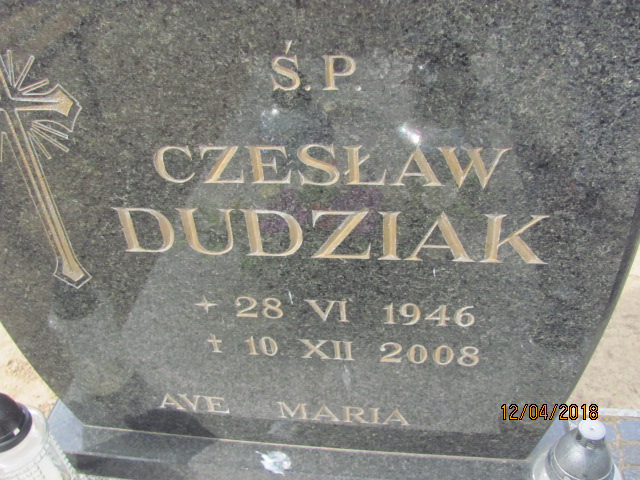 Ś.P.
CZESŁAW
DUDZIAK
+ 28 VI 1946
† 10 XII 2008
AVE MARIA
12/04/2018